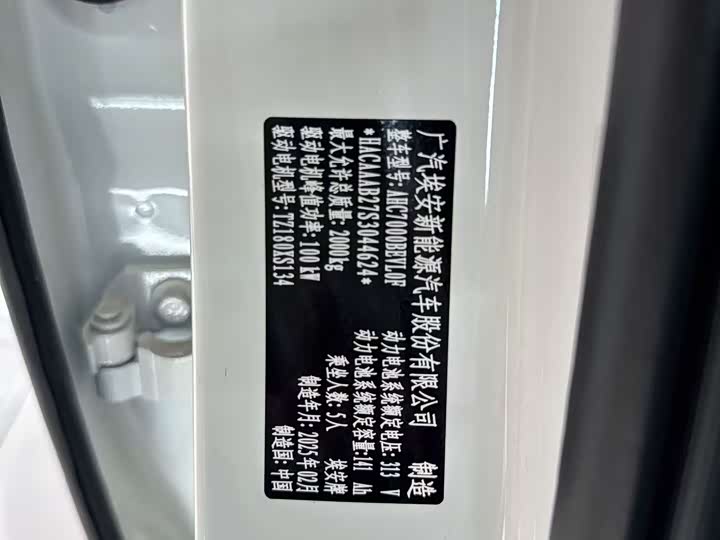 广汽埃安新能源汽车股份有限公司 制造
整车型号: AHC7000BEVL0F 动力电池系统额定电压: 313 V
*HACAAAB27S3044624* 动力电池系统额定容量:141 Ah
最大允许总质量: 2000kg 乘坐人数: 5人 埃安牌
驱动电机峰值功率: 100 kW 制造年月: 2025年02月
驱动电机型号:TZ180XS134 制造国: 中国